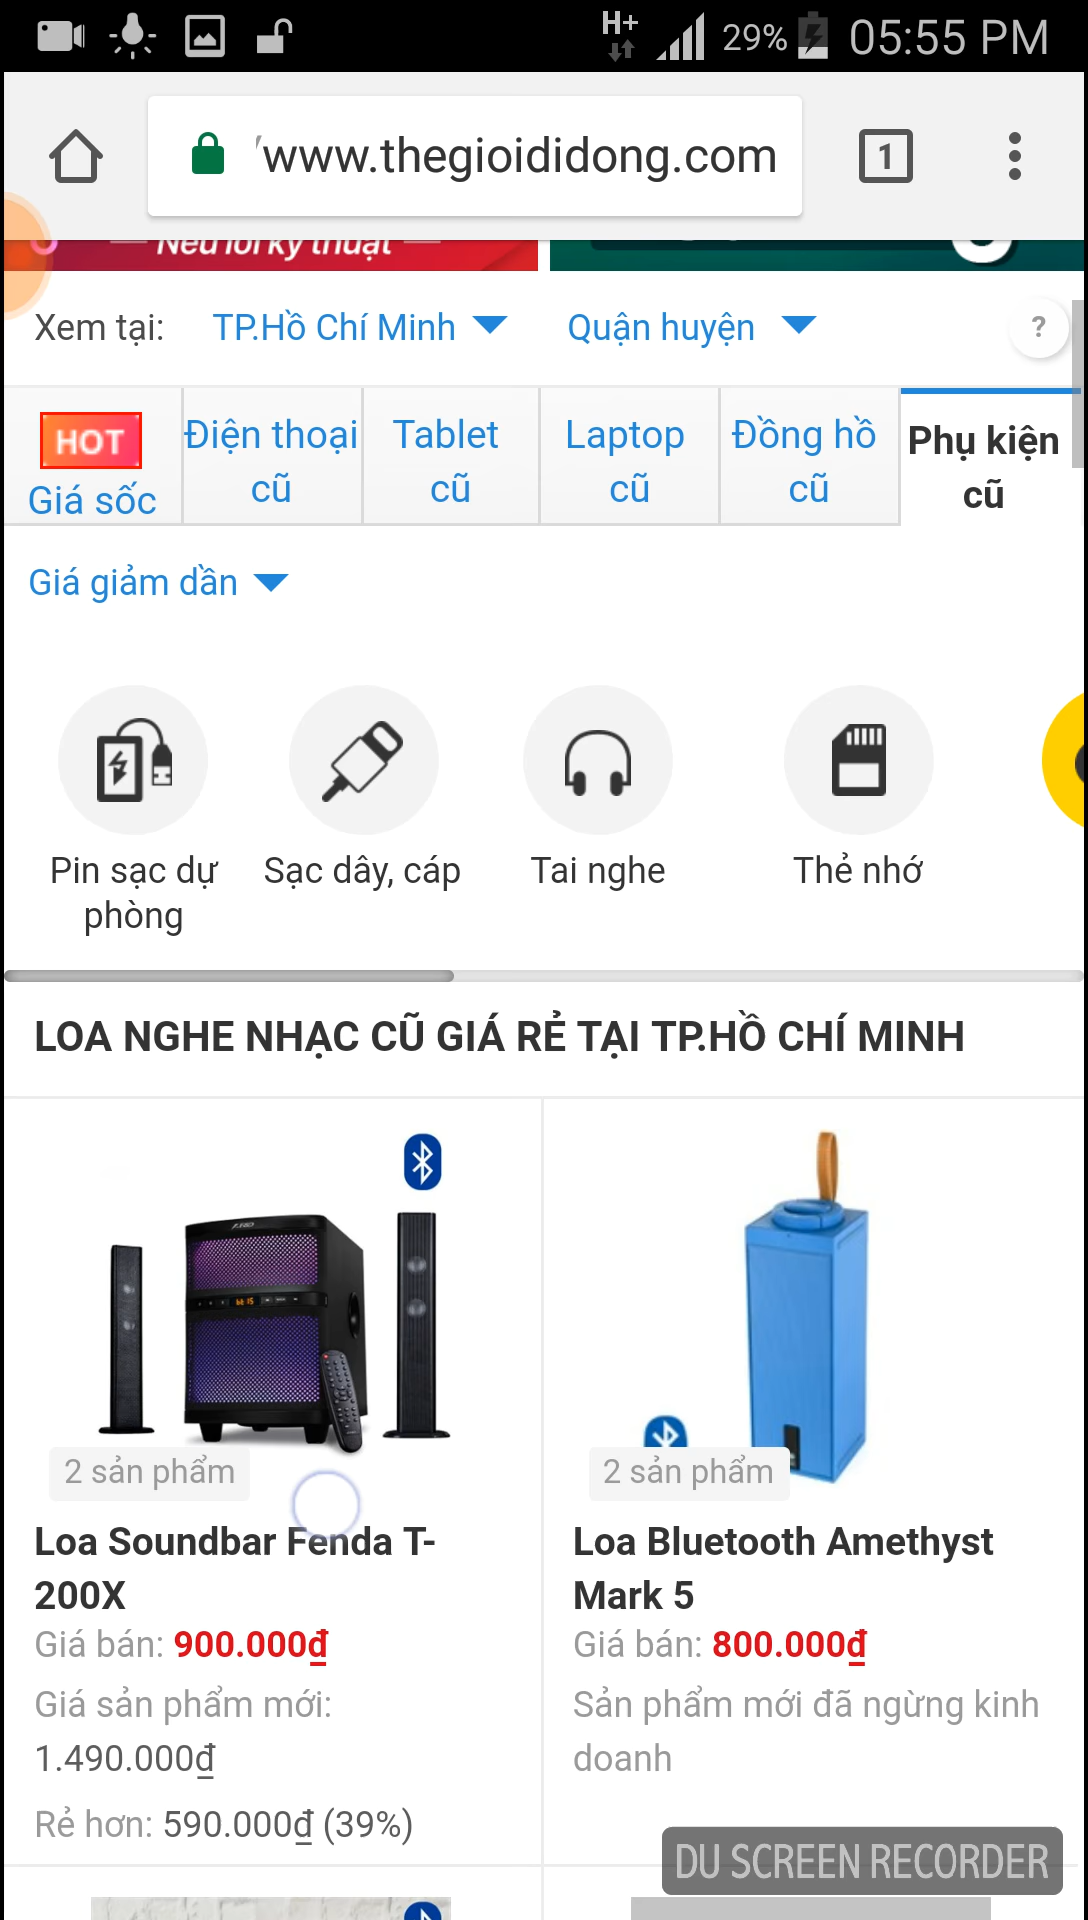 H+ 29% 05:55 PM
www.thegioididong.com 1
Nếu lỗi kỹ thuật
Xem tại: TP.Hồ Chí Minh Quận huyện ?
HOT
Giá sốc
Điện thoại
cũ
Tablet
cũ
Laptop
cũ
Đồng hồ
cũ
Phụ kiện
cũ
Giá giảm dần
Pin sạc dự
phòng
Sạc dây, cáp
Tai nghe
Thẻ nhớ
LOA NGHE NHẠC CŨ GIÁ RẺ TẠI TP.HỒ CHÍ MINH
2 sản phẩm
Loa Soundbar Fenda T-
200X
Giá bán: 900.000₫
Giá sản phẩm mới:
1.490.000₫
Rẻ hơn: 590.000₫ (39%)
2 sản phẩm
Loa Bluetooth Amethyst
Mark 5
Giá bán: 800.000₫
Sản phẩm mới đã ngừng kinh
doanh
DU SCREEN RECORDER